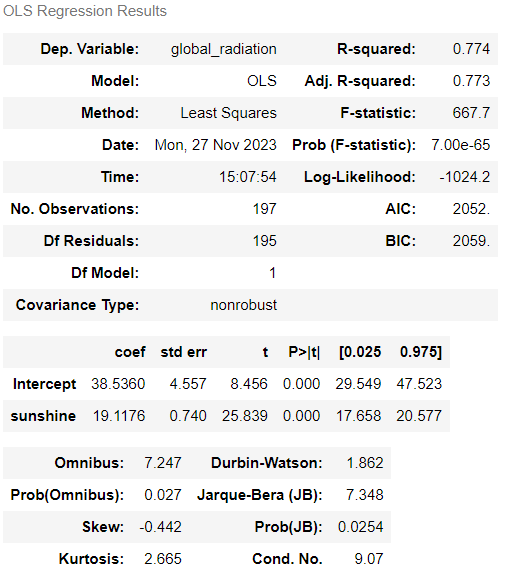 OLS Regression Results
Dep. Variable: global_radiation R-squared: 0.774
Model: OLS Adj. R-squared: 0.773
Method: Least Squares F-statistic: 667.7
Date: Mon, 27 Nov 2023 Prob (F-statistic): 7.00e-65
Time: 15:07:54 Log-Likelihood: -1024.2
No. Observations: 197 AIC: 2052.
Df Residuals: 195 BIC: 2059.
Df Model: 1
Covariance Type: nonrobust
coef std err t P>|t| [0.025 0.975]
Intercept 38.5360 4.557 8.456 0.000 29.549 47.523
sunshine 19.1176 0.740 25.839 0.000 17.658 20.577
Omnibus: 7.247 Durbin-Watson: 1.862
Prob(Omnibus): 0.027 Jarque-Bera (JB): 7.348
Skew: -0.442 Prob(JB): 0.0254
Kurtosis: 2.665 Cond. No. 9.07